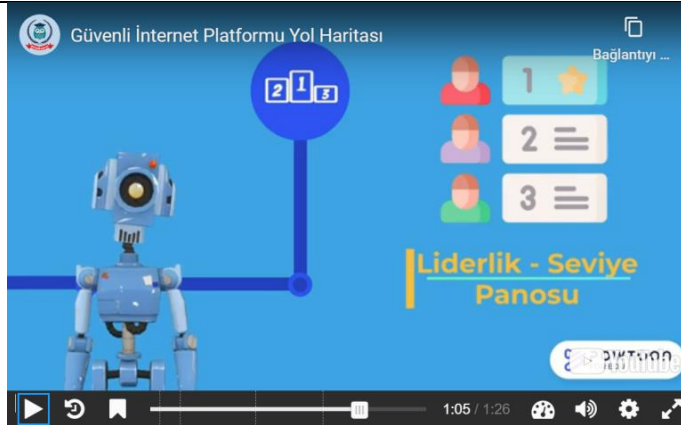 Güvenli İnternet Platformu Yol Haritası
Bağlantıyı ...
2 1 3
1
2
3
Liderlik - Seviye
Panosu
YouTube
1:05 / 1:26